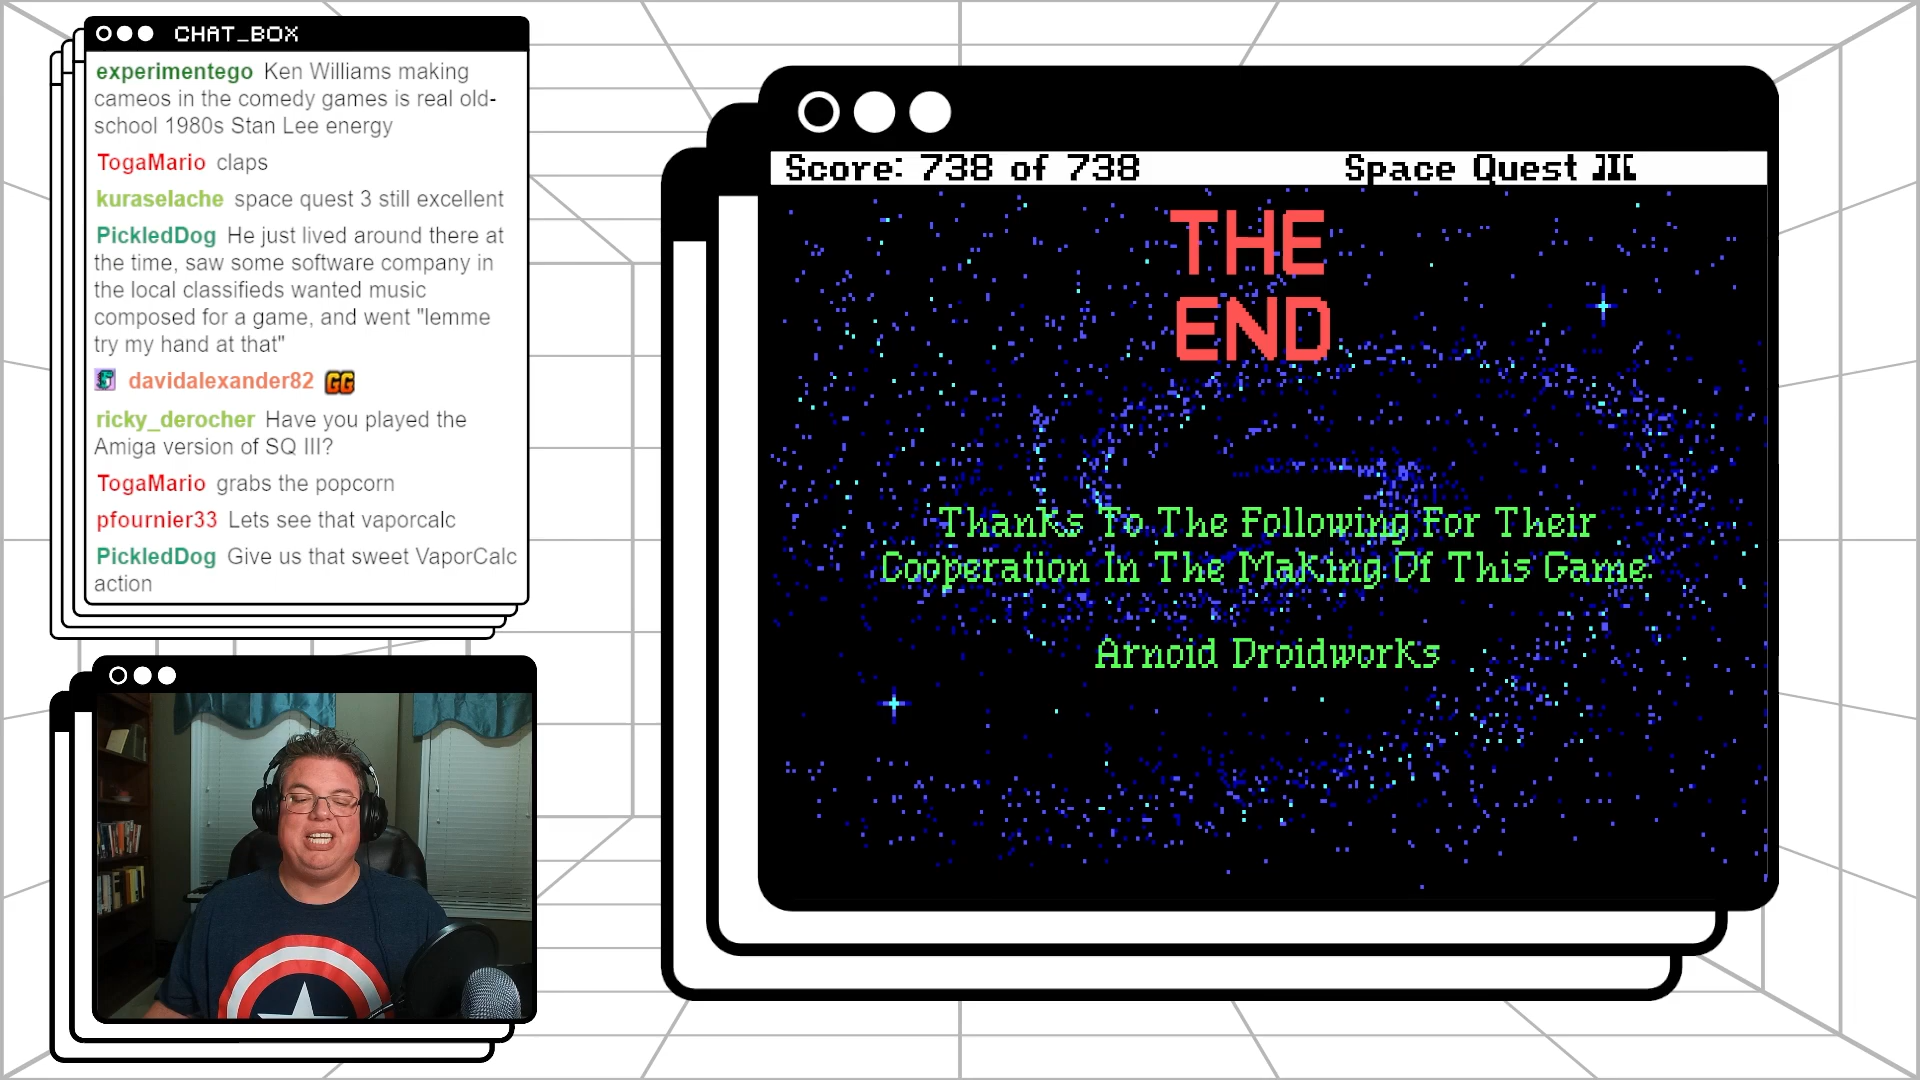 CHAT_BOX
experimentego Ken Williams making
cameos in the comedy games is real old-
school 1980s Stan Lee energy
TogaMario claps
kuraselache space quest 3 still excellent
PickledDog He just lived around there at
the time, saw some software company in
the local classifieds wanted music
composed for a game, and went "lemme
try my hand at that"
davidalexander82 GG
ricky_derocher Have you played the
Amiga version of SQ III?
TogaMario grabs the popcorn
pfournier33 Lets see that vaporcalc
PickledDog Give us that sweet VaporCalc
action
Score: 738 of 738 Space Quest III
THE
END
Thanks To The Following For Their
Cooperation In The Making Of This Game:
Arnoid Droidworks